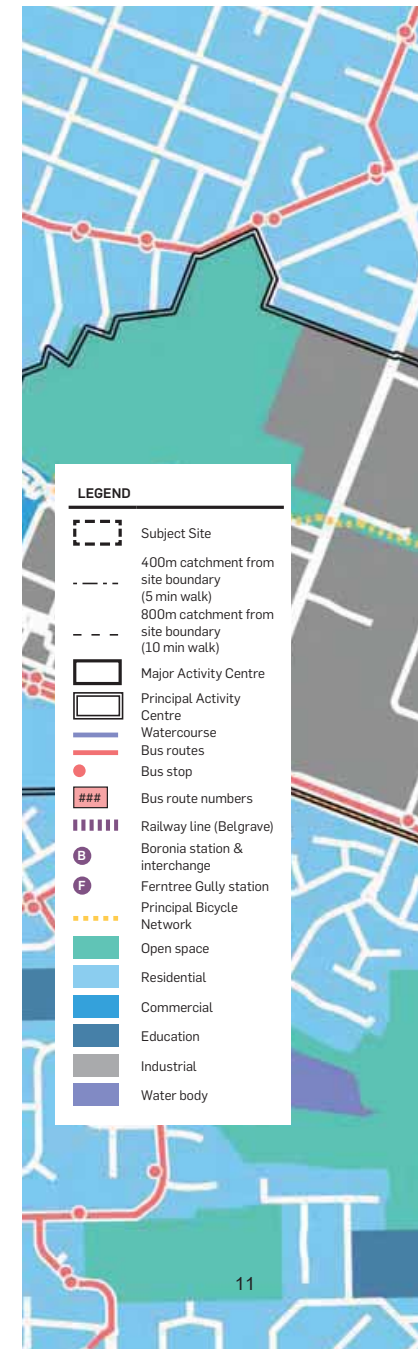 LEGEND
Subject Site
400m catchment from
site boundary
(5 min walk)
800m catchment from
site boundary
(10 min walk)
Major Activity Centre
Principal Activity
Centre
Watercourse
Bus routes
Bus stop
### Bus route numbers
Railway line (Belgrave)
B Boronia station &
interchange
F Ferntree Gully station
Principal Bicycle
Network
Open space
Residential
Commercial
Education
Industrial
Water body
11